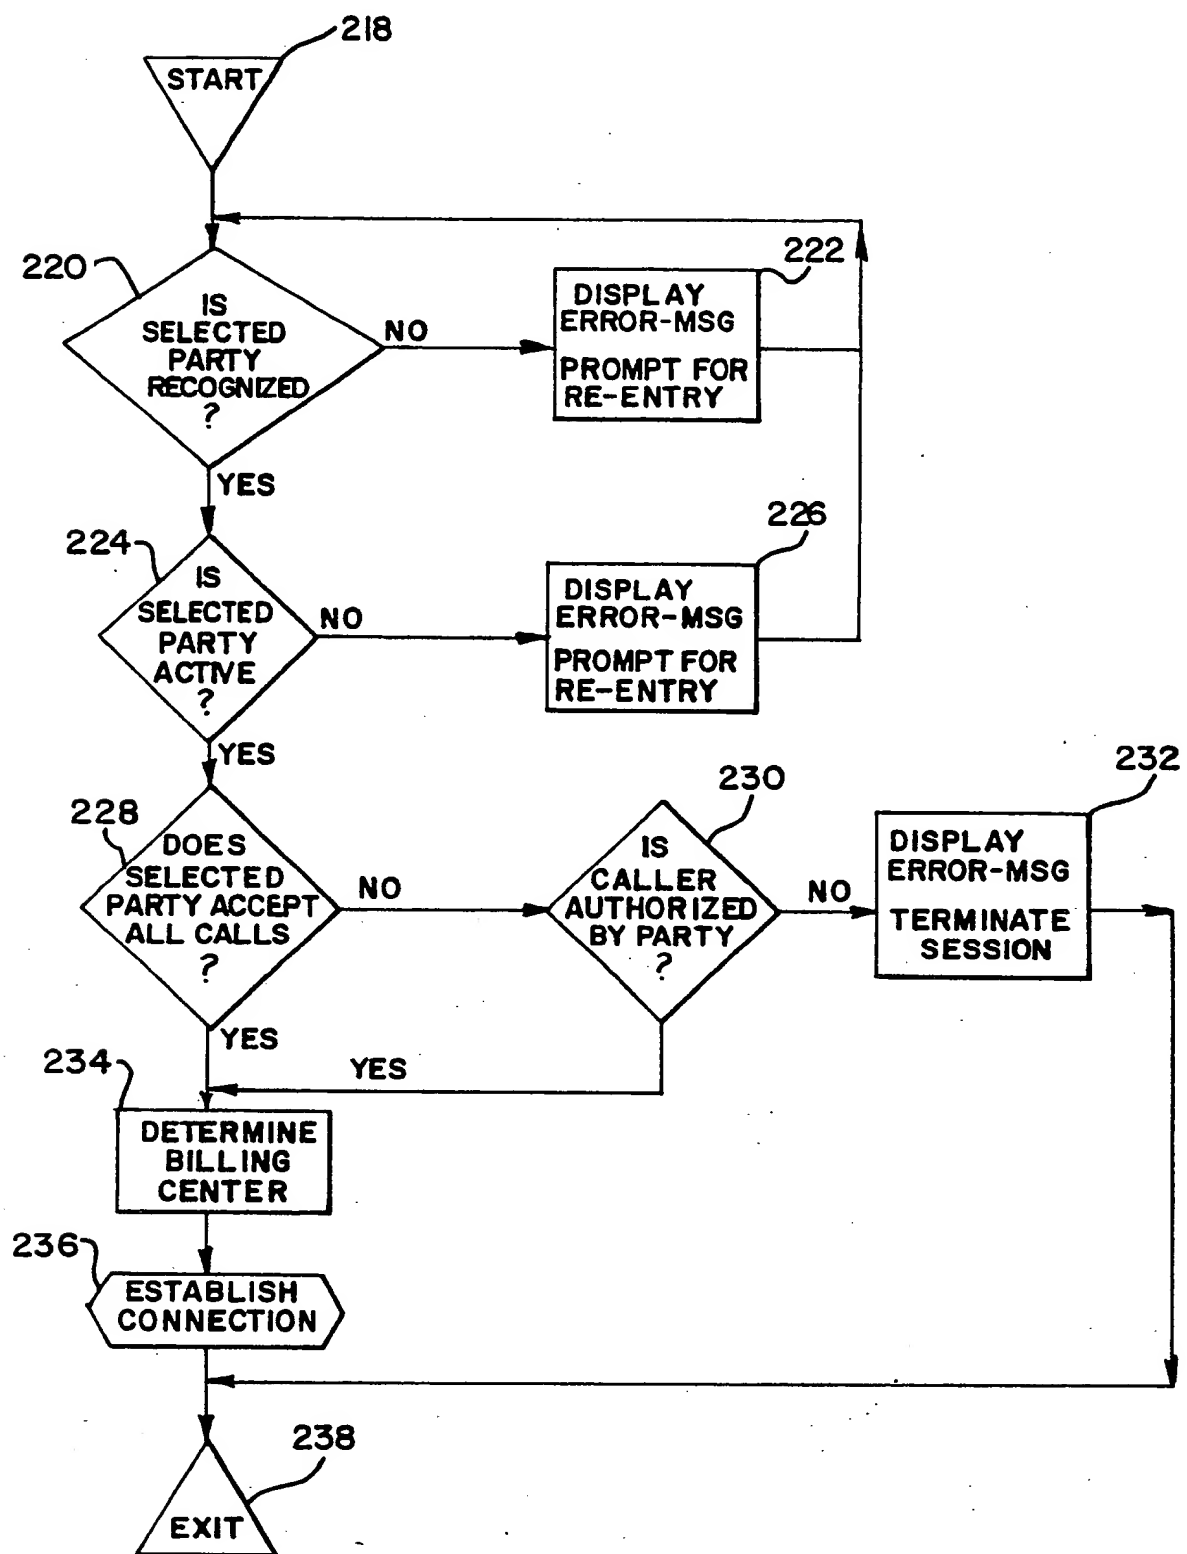 218
START
220
IS
SELECTED
PARTY
RECOGNIZED
?
NO
222
DISPLAY
ERROR-MSG
PROMPT FOR
RE-ENTRY
YES
224
IS
SELECTED
PARTY
ACTIVE
?
NO
226
DISPLAY
ERROR-MSG
PROMPT FOR
RE-ENTRY
YES
228
DOES
SELECTED
PARTY ACCEPT
ALL CALLS
?
NO
230
IS
CALLER
AUTHORIZED
BY PARTY
?
NO
232
DISPLAY
ERROR-MSG
TERMINATE
SESSION
YES
YES
234
DETERMINE
BILLING
CENTER
236
ESTABLISH
CONNECTION
238
EXIT